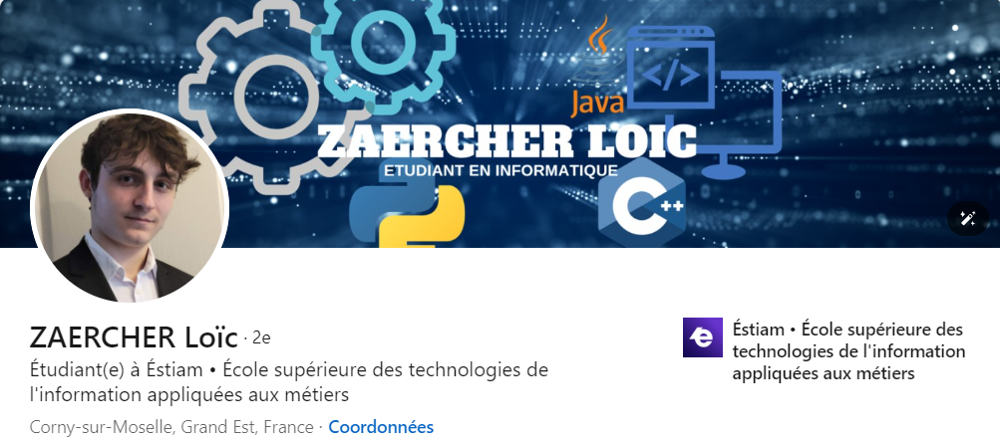 Java
</>
ZAERCHER LOIC
ETUDIANT EN INFORMATIQUE
C++
ZAERCHER Loïc · 2e
Étudiant(e) à Éstiam • École supérieure des technologies de
l'information appliquées aux métiers
Corny-sur-Moselle, Grand Est, France · Coordonnées
e
Éstiam • École supérieure des
technologies de l'information
appliquées aux métiers